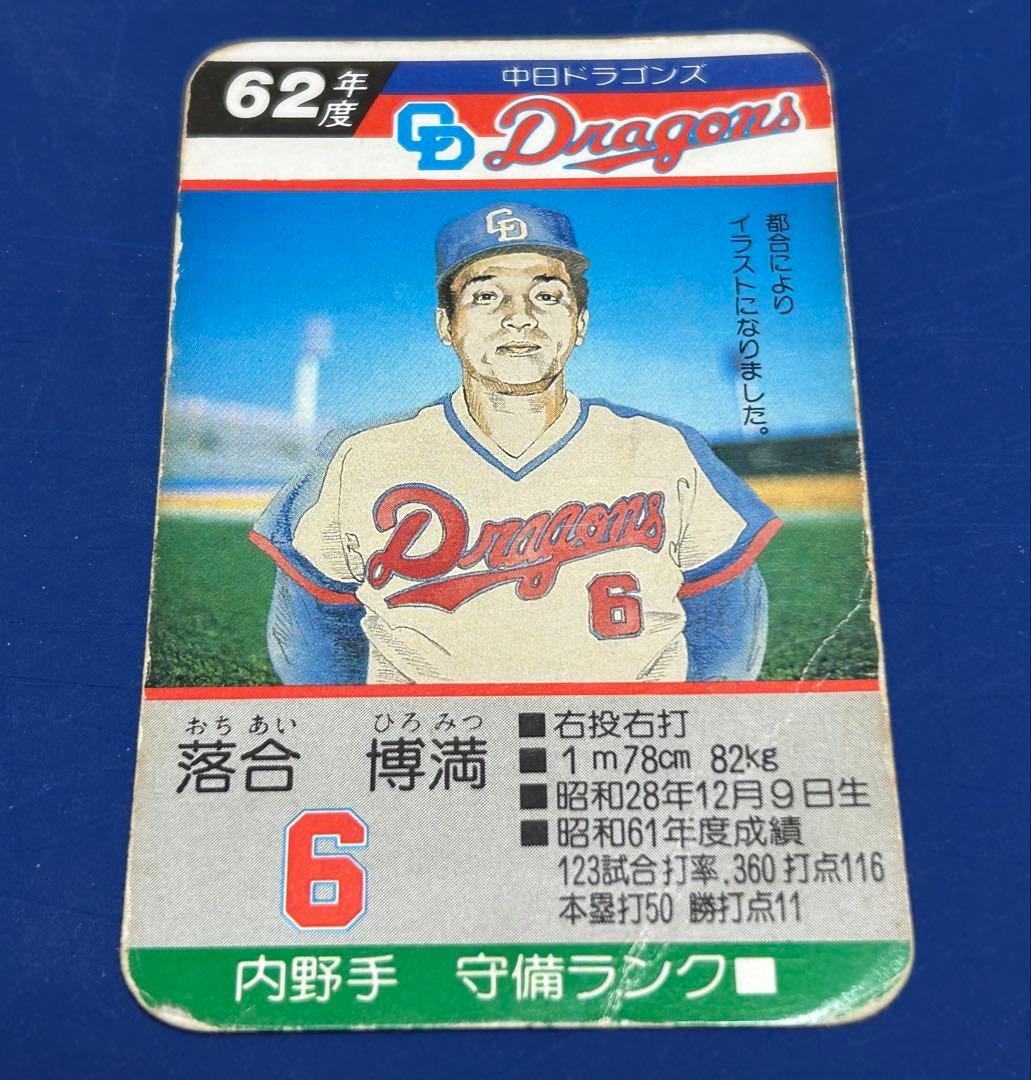 62年度
中日ドラゴンズ
CD Dragons
CD
都合により
イラストになりました。
Dragons
6
おちあい ひろみつ
落合 博満
6
■右投右打
■1m78cm 82kg
■昭和28年12月9日生
■昭和61年度成績
123試合打率.360打点116
本塁打50 勝打点11
内野手 守備ランク■